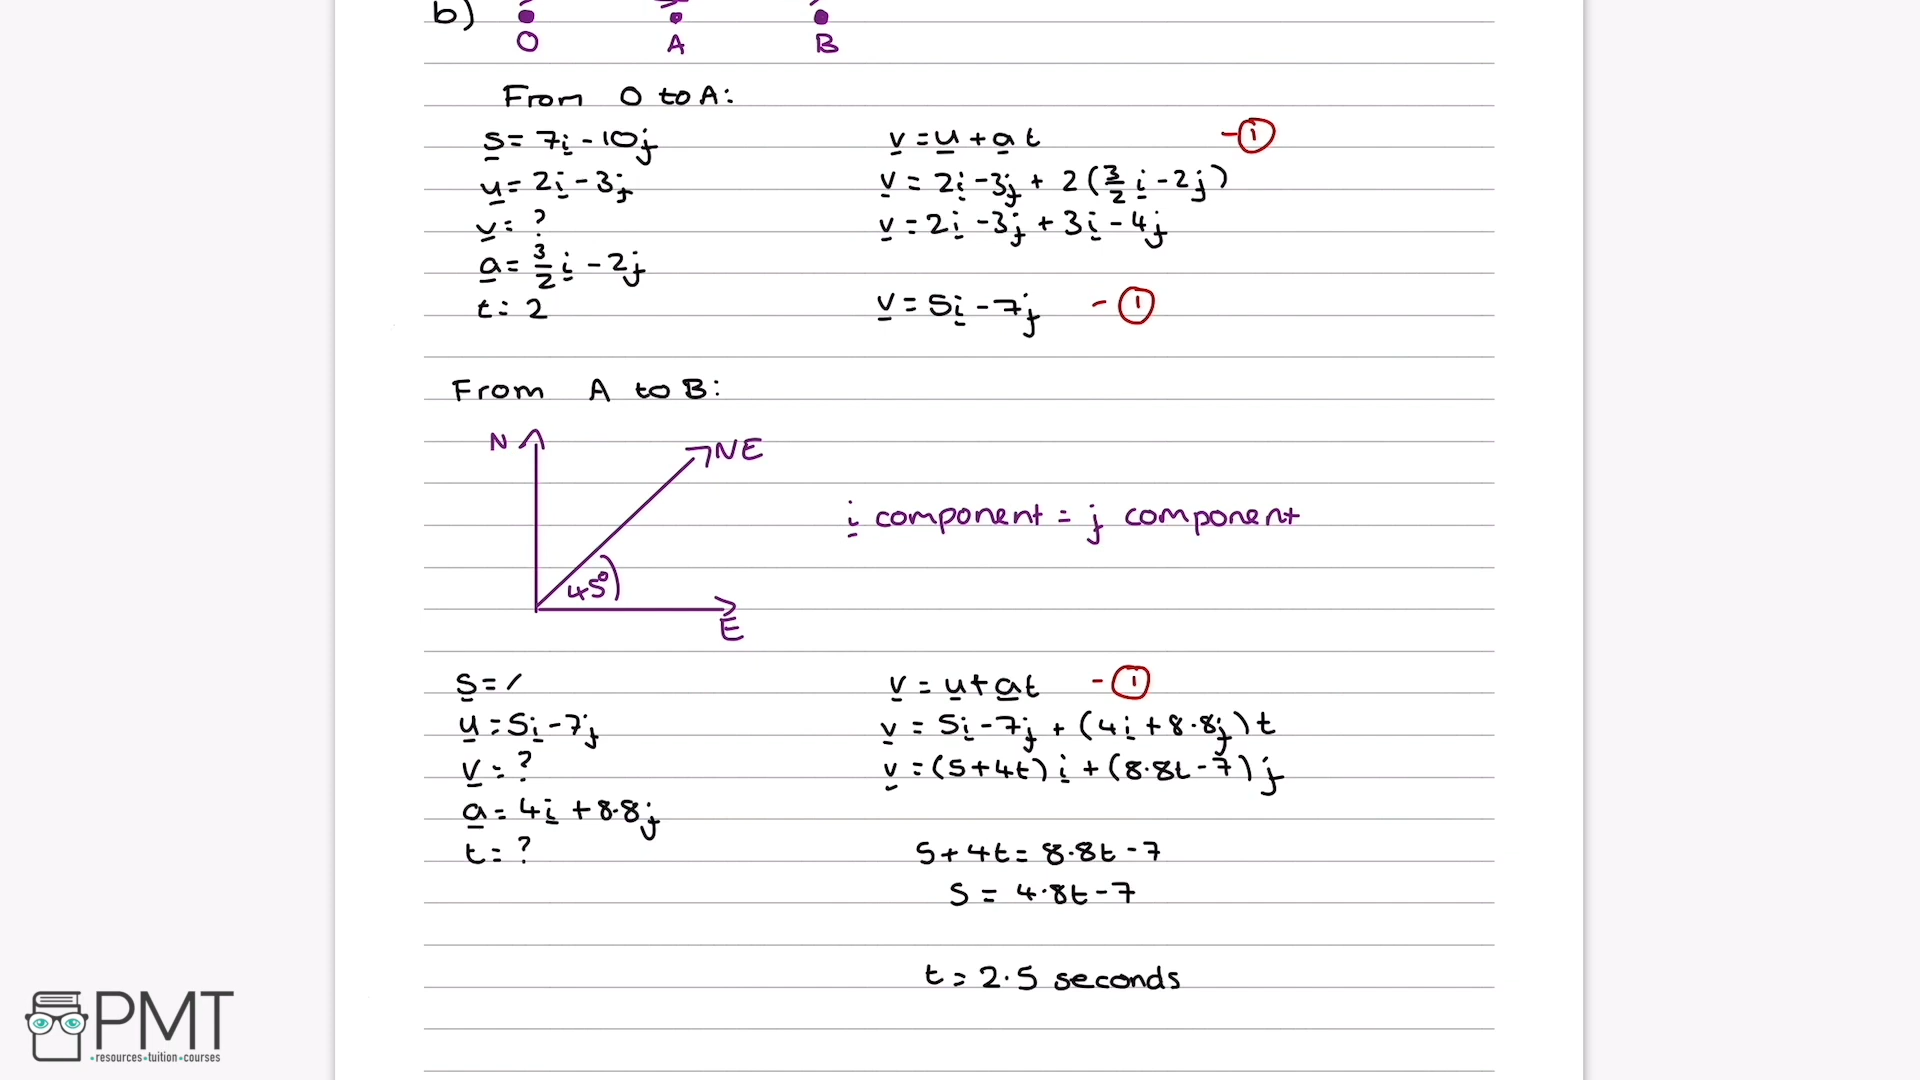 b)
O A B
From O to A:
s = 7i - 10j
u = 2i - 3j
v = ?
a = 3/2 i - 2j
t = 2
v = u + at - ①
v = 2i - 3j + 2(3/2 i - 2j)
v = 2i - 3j + 3i - 4j
v = 5i - 7j - ①
From A to B:
N
NE
45°
E
i component = j component
s = /
u = 5i - 7j
v = ?
a = 4i + 8.8j
t = ?
v = u + at - ①
v = 5i - 7j + (4i + 8.8j)t
v = (5+4t)i + (8.8t - 7)j
5 + 4t = 8.8t - 7
5 = 4.8t - 7
t = 2.5 seconds
PMT
•resources•tuition•courses